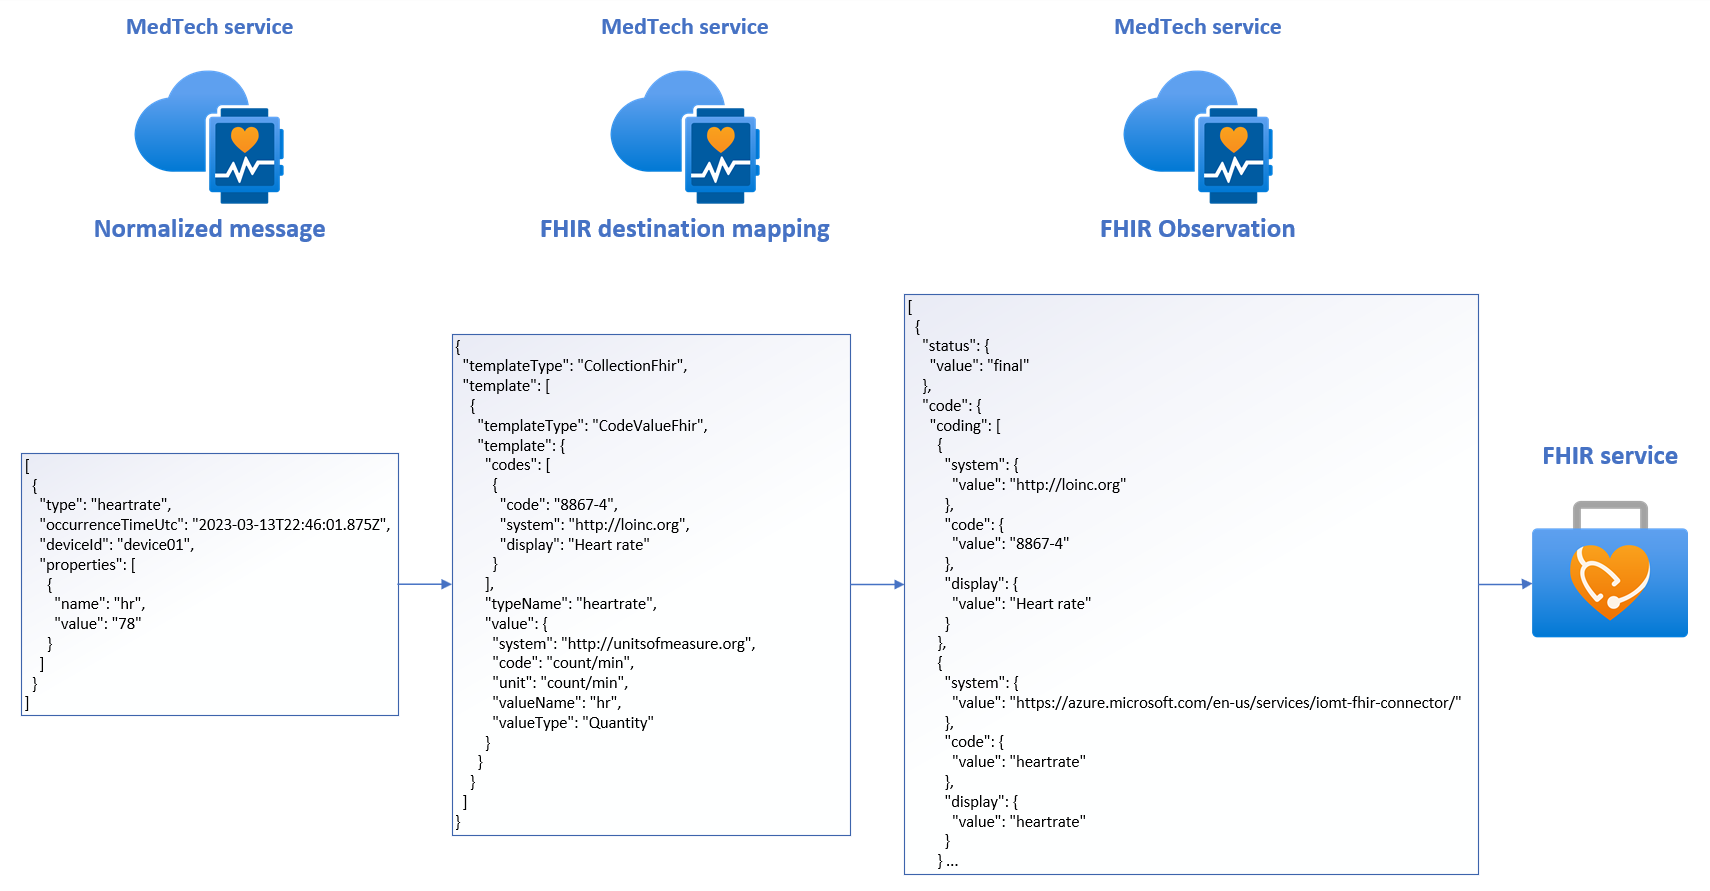 MedTech service
Normalized message
[
  {
    "type": "heartrate",
    "occurrenceTimeUtc": "2023-03-13T22:46:01.875Z",
    "deviceId": "device01",
    "properties": [
      {
        "name": "hr",
        "value": "78"
      }
    ]
  }
]
MedTech service
FHIR destination mapping
{
  "templateType": "CollectionFhir",
  "template": [
    {
      "templateType": "CodeValueFhir",
      "template": {
        "codes": [
          {
            "code": "8867-4",
            "system": "http://loinc.org",
            "display": "Heart rate"
          }
        ],
        "typeName": "heartrate",
        "value": {
          "system": "http://unitsofmeasure.org",
          "code": "count/min",
          "unit": "count/min",
          "valueName": "hr",
          "valueType": "Quantity"
        }
      }
    }
  ]
}
MedTech service
FHIR Observation
[
  {
    "status": {
      "value": "final"
    },
    "code": {
      "coding": [
        {
          "system": {
            "value": "http://loinc.org"
          },
          "code": {
            "value": "8867-4"
          },
          "display": {
            "value": "Heart rate"
          }
        },
        {
          "system": {
            "value": "https://azure.microsoft.com/en-us/services/iomt-fhir-connector/"
          },
          "code": {
            "value": "heartrate"
          },
          "display": {
            "value": "heartrate"
          }
        } ...
FHIR service